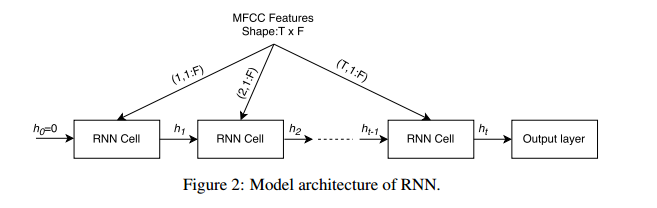 MFCC Features
Shape:T x F
(1,1:F)
(2,1:F)
(T,1:F)
h0=0
RNN Cell
h1
RNN Cell
h2
ht-1
RNN Cell
ht
Output layer
Figure 2: Model architecture of RNN.